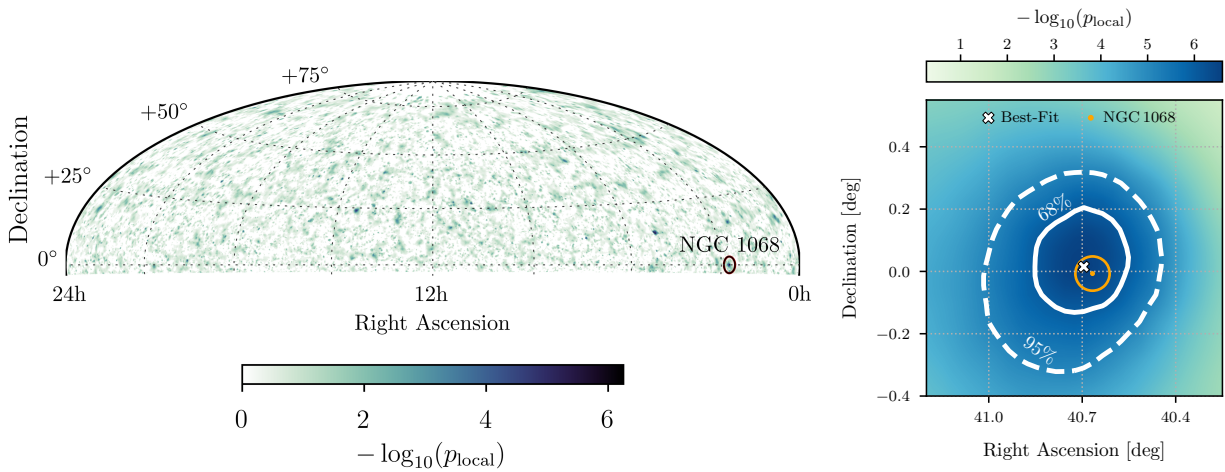 +75°
+50°
+25°
0°
Declination
NGC 1068
24h
12h
0h
Right Ascension
0
2
4
6
− log₁₀(p_local)
− log₁₀(p_local)
1
2
3
4
5
6
Best-Fit
NGC 1068
0.4
0.2
0.0
−0.2
−0.4
Declination [deg]
68%
95%
41.0
40.7
40.4
Right Ascension [deg]